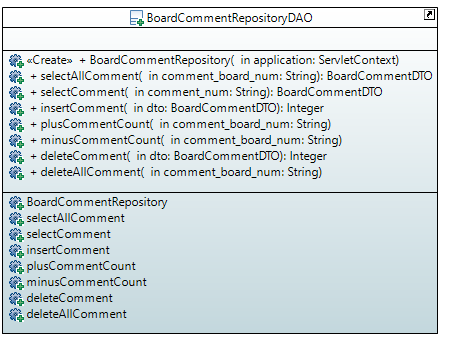 BoardCommentRepositoryDAO
«Create» + BoardCommentRepository( in application: ServletContext)
+ selectAllComment( in comment_board_num: String): BoardCommentDTO
+ selectComment( in comment_num: String): BoardCommentDTO
+ insertComment( in dto: BoardCommentDTO): Integer
+ plusCommentCount( in comment_board_num: String)
+ minusCommentCount( in comment_board_num: String)
+ deleteComment( in dto: BoardCommentDTO): Integer
+ deleteAllComment( in comment_board_num: String)
BoardCommentRepository
selectAllComment
selectComment
insertComment
plusCommentCount
minusCommentCount
deleteComment
deleteAllComment